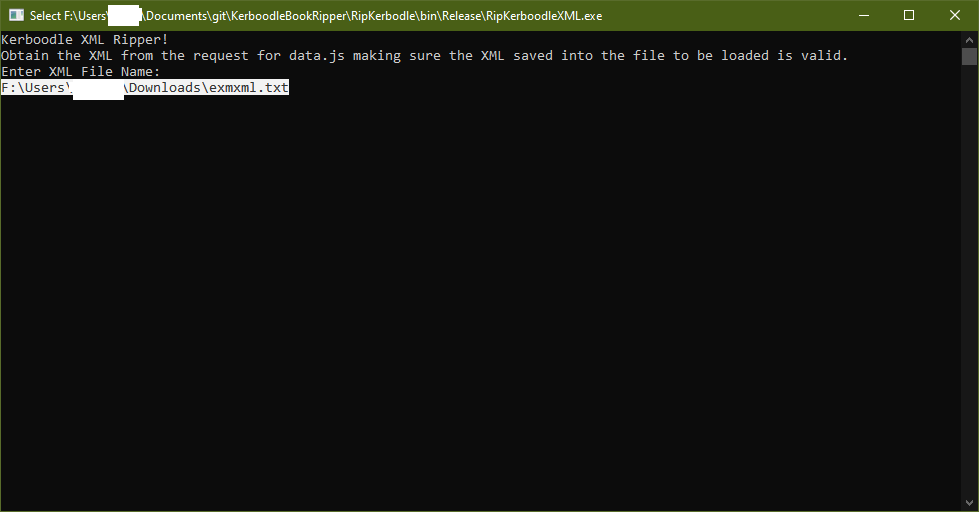 Select F:\Users\ \Documents\git\KerboodleBookRipper\RipKerbodle\bin\Release\RipKerboodleXML.exe
Kerboodle XML Ripper!
Obtain the XML from the request for data.js making sure the XML saved into the file to be loaded is valid.
Enter XML File Name:
F:\Users\ \Downloads\exmxml.txt